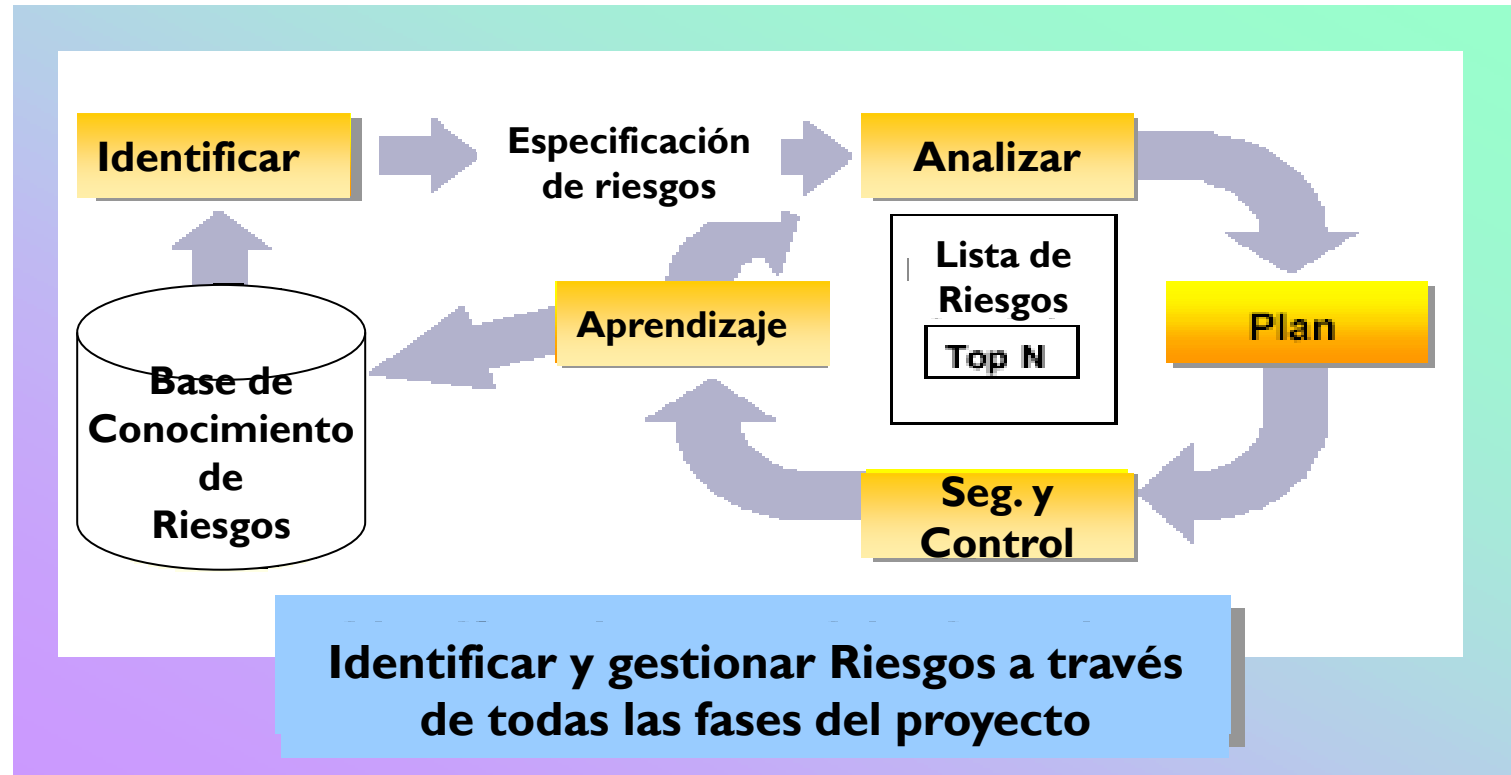 Identificar
Especificación
de riesgos
Analizar
Lista de
Riesgos
Top N
Aprendizaje
Plan
Base de
Conocimiento
de
Riesgos
Seg. y
Control
Identificar y gestionar Riesgos a través
de todas las fases del proyecto